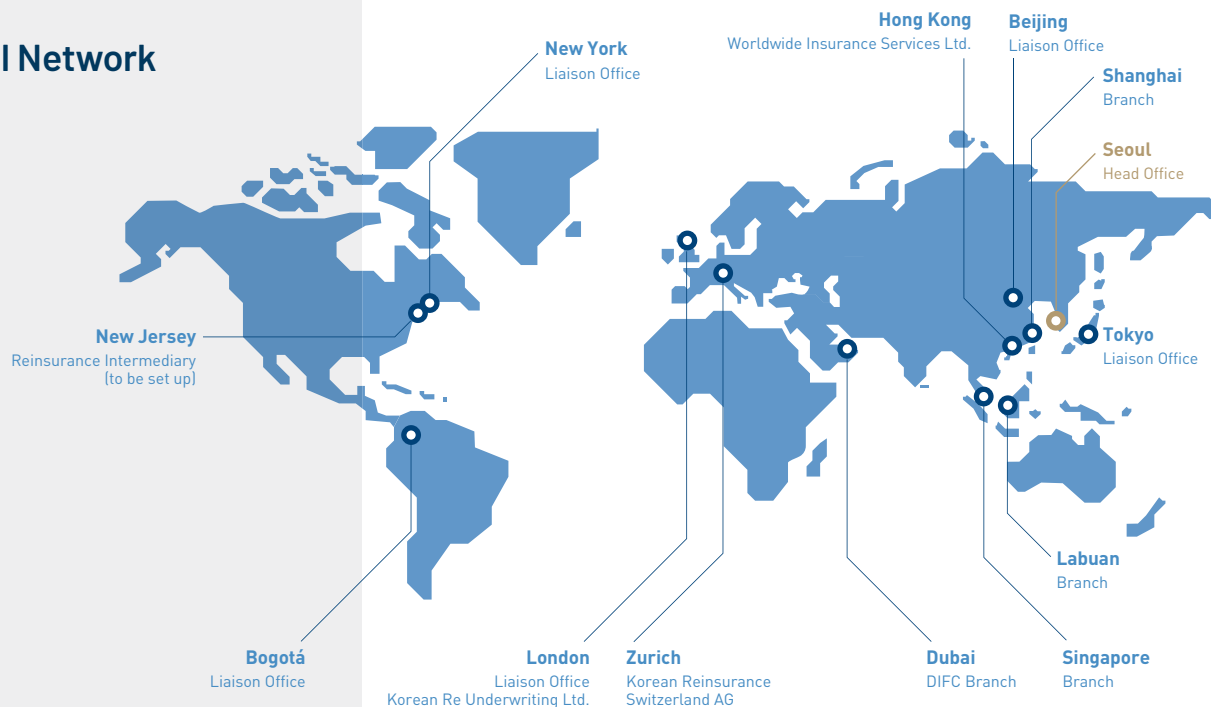 l Network
New York
Liaison Office
Hong Kong
Worldwide Insurance Services Ltd.
Beijing
Liaison Office
Shanghai
Branch
Seoul
Head Office
New Jersey
Reinsurance Intermediary
(to be set up)
Tokyo
Liaison Office
Labuan
Branch
Bogotá
Liaison Office
London
Liaison Office
Korean Re Underwriting Ltd.
Zurich
Korean Reinsurance
Switzerland AG
Dubai
DIFC Branch
Singapore
Branch